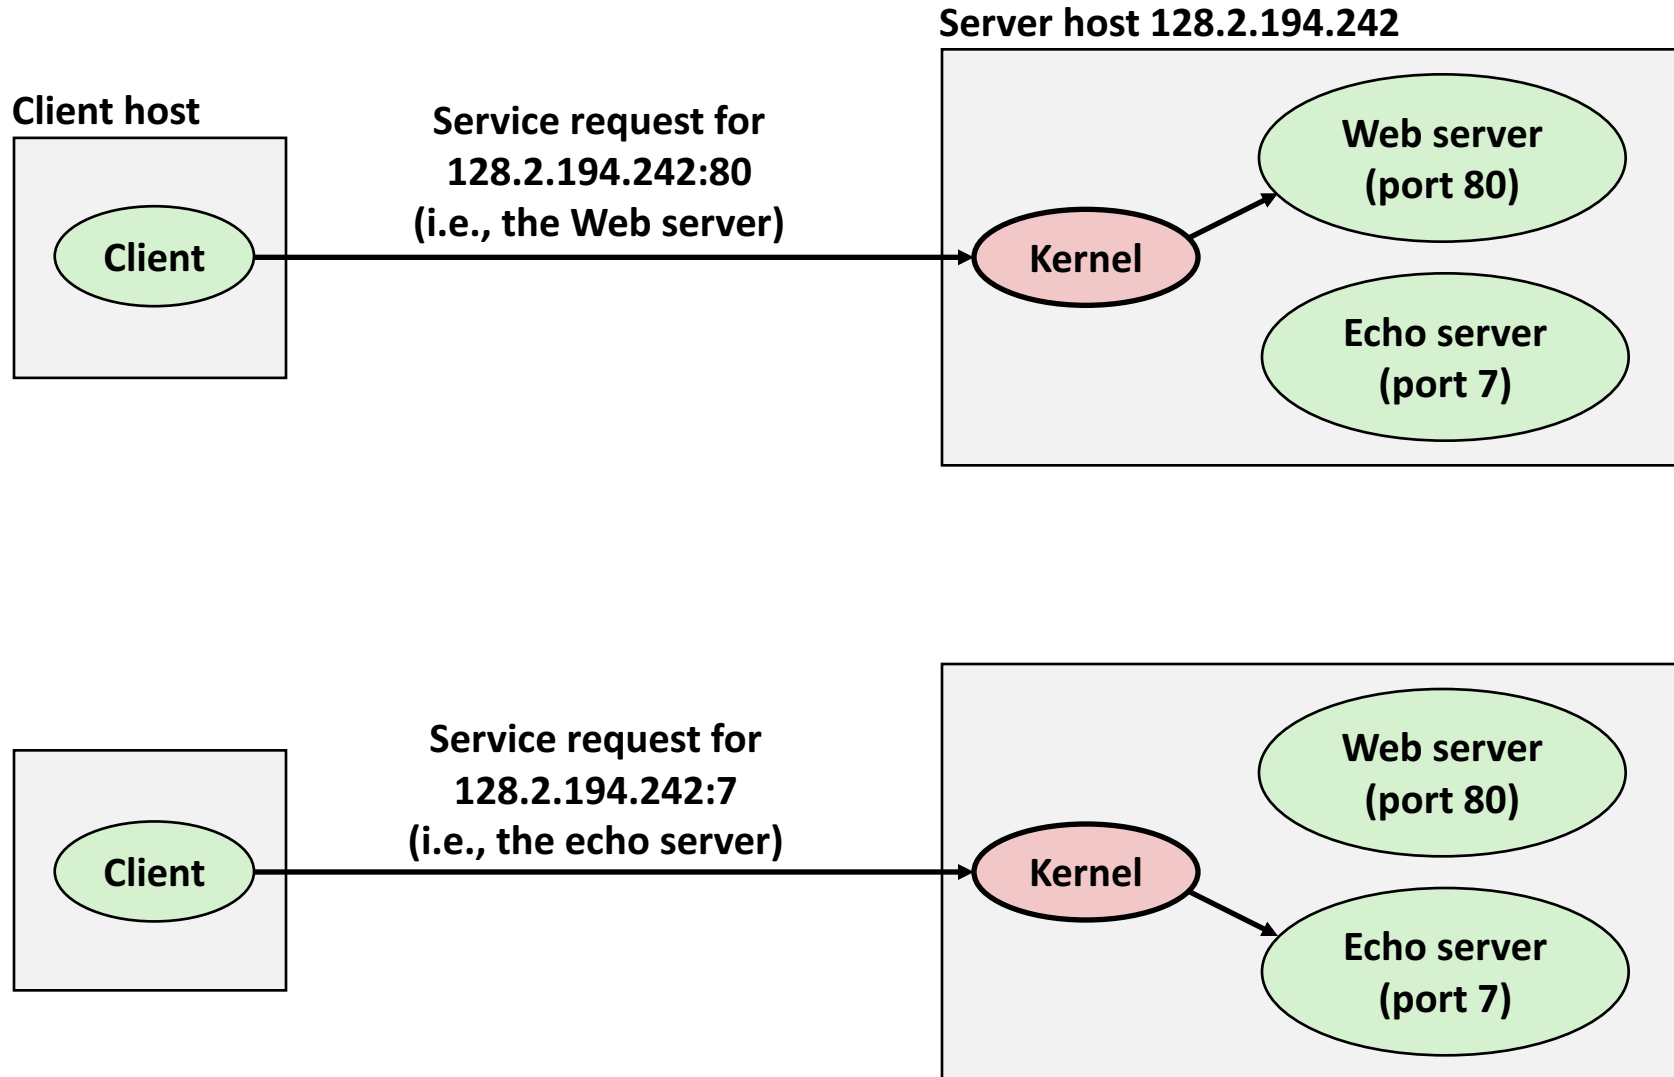 Server host 128.2.194.242
Client host
Service request for
128.2.194.242:80
(i.e., the Web server)
Client
Kernel
Web server
(port 80)
Echo server
(port 7)
Service request for
128.2.194.242:7
(i.e., the echo server)
Client
Kernel
Web server
(port 80)
Echo server
(port 7)